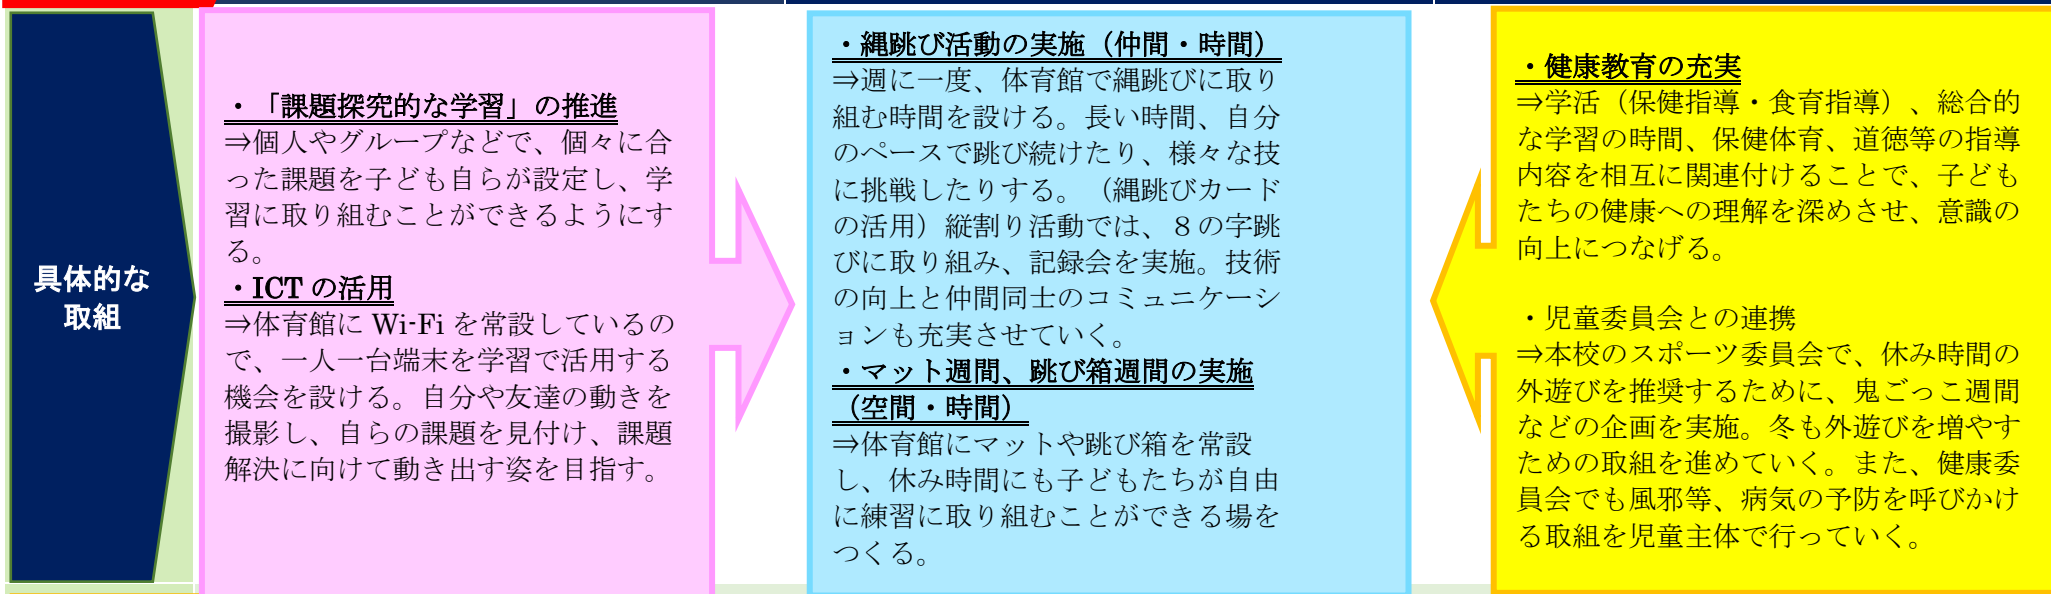 具体的な
取組
・「課題探究的な学習」の推進
⇒個人やグループなどで、個々に合
った課題を子ども自らが設定し、学
習に取り組むことができるようにす
る。
・ICT の活用
⇒体育館に Wi-Fi を常設しているの
で、一人一台端末を学習で活用する
機会を設ける。自分や友達の動きを
撮影し、自らの課題を見付け、課題
解決に向けて動き出す姿を目指す。
・縄跳び活動の実施（仲間・時間）
⇒週に一度、体育館で縄跳びに取り
組む時間を設ける。長い時間、自分
のペースで跳び続けたり、様々な技
に挑戦したりする。（縄跳びカード
の活用）縦割り活動では、８の字跳
びに取り組み、記録会を実施。技術
の向上と仲間同士のコミュニケーシ
ョンも充実させていく。
・マット週間、跳び箱週間の実施
（空間・時間）
⇒体育館にマットや跳び箱を常設
し、休み時間にも子どもたちが自由
に練習に取り組むことができる場を
つくる。
・健康教育の充実
⇒学活（保健指導・食育指導）、総合的
な学習の時間、保健体育、道徳等の指導
内容を相互に関連付けることで、子ども
たちの健康への理解を深めさせ、意識の
向上につなげる。
・児童委員会との連携
⇒本校のスポーツ委員会で、休み時間の
外遊びを推奨するために、鬼ごっこ週間
などの企画を実施。冬も外遊びを増やす
ための取組を進めていく。また、健康委
員会でも風邪等、病気の予防を呼びかけ
る取組を児童主体で行っていく。